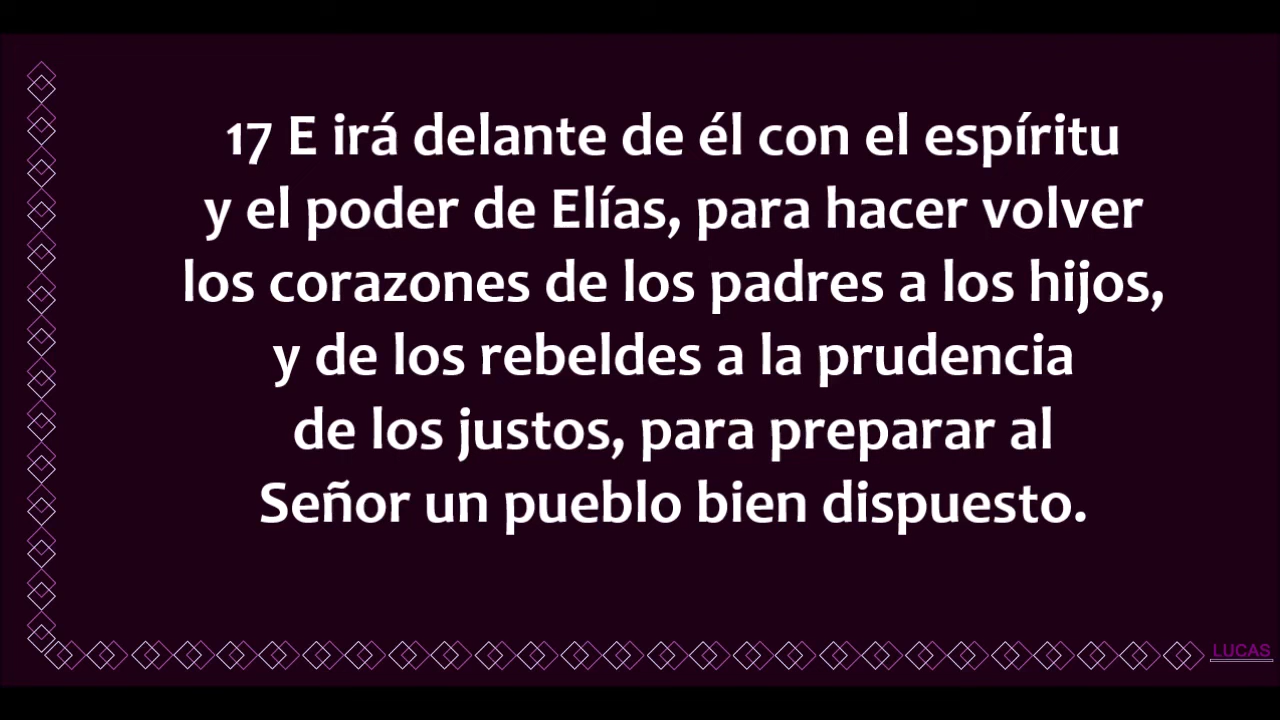 17 E irá delante de él con el espíritu
y el poder de Elías, para hacer volver
los corazones de los padres a los hijos,
y de los rebeldes a la prudencia
de los justos, para preparar al
Señor un pueblo bien dispuesto.
LUCAS